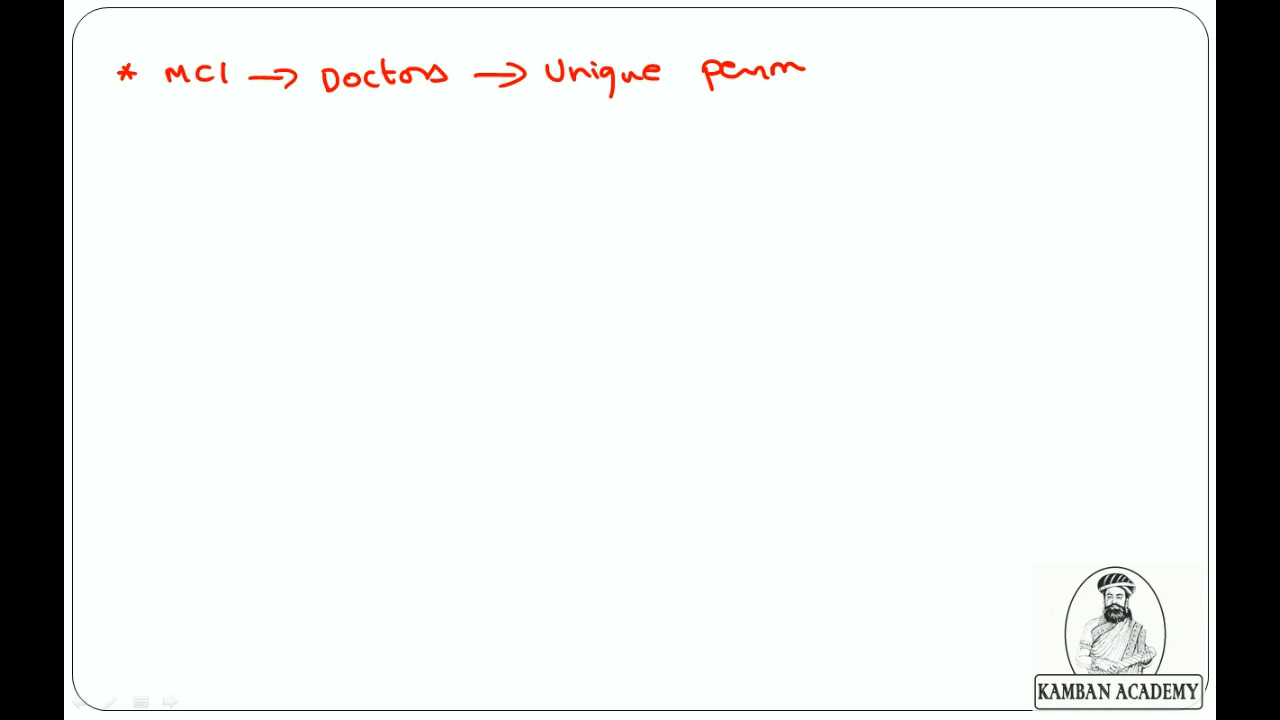 * MCI → Doctors → Unique perm
KAMBAN ACADEMY